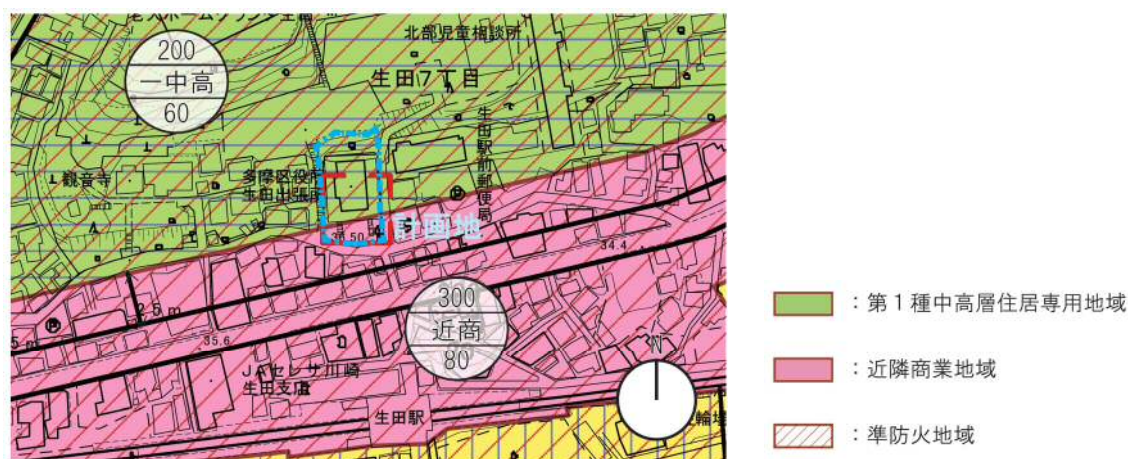 北部児童相談所
200
一中高
60
生田7丁目
生田駅前郵便局
観音寺
多摩区役所
生田出張所
計画地
36.50
34.4
300
近商
80
2.5 m
35.6
JAセレサ川崎
生田支店
生田駅
N
：第１種中高層住居専用地域
：近隣商業地域
：準防火地域